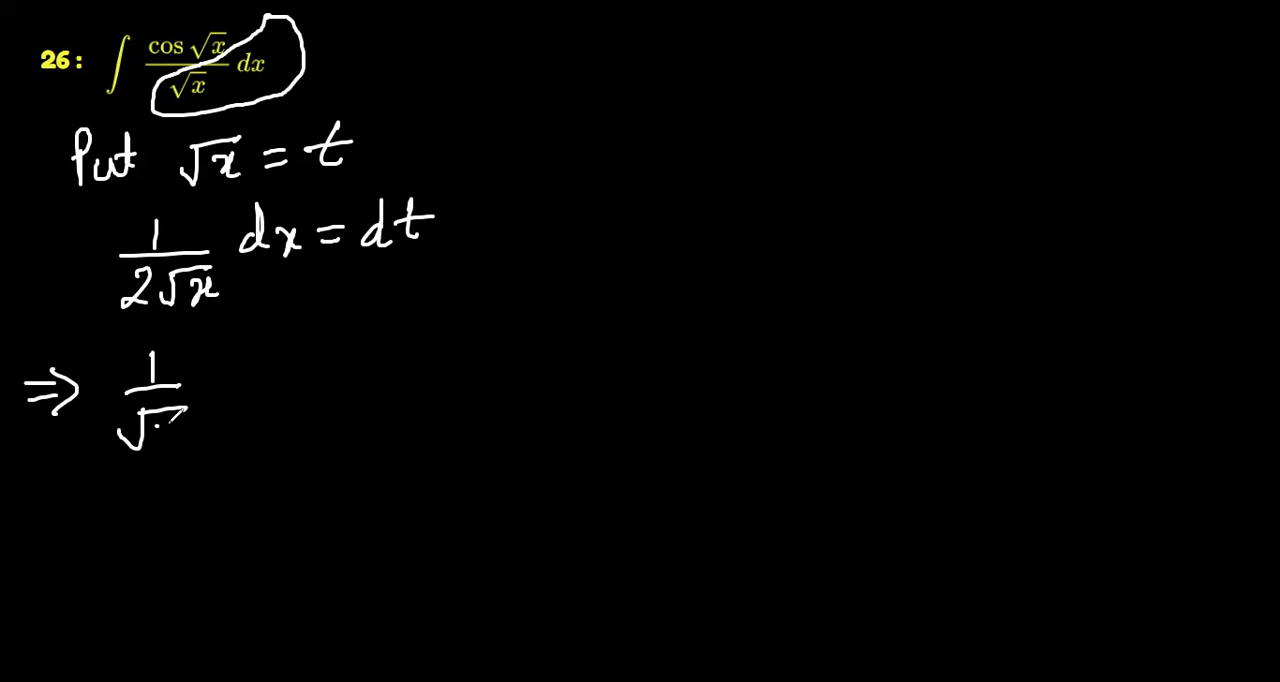 26: ∫ cos √x / √x dx
Put √x = t
1 / 2√x dx = dt
⇒ 1 / √